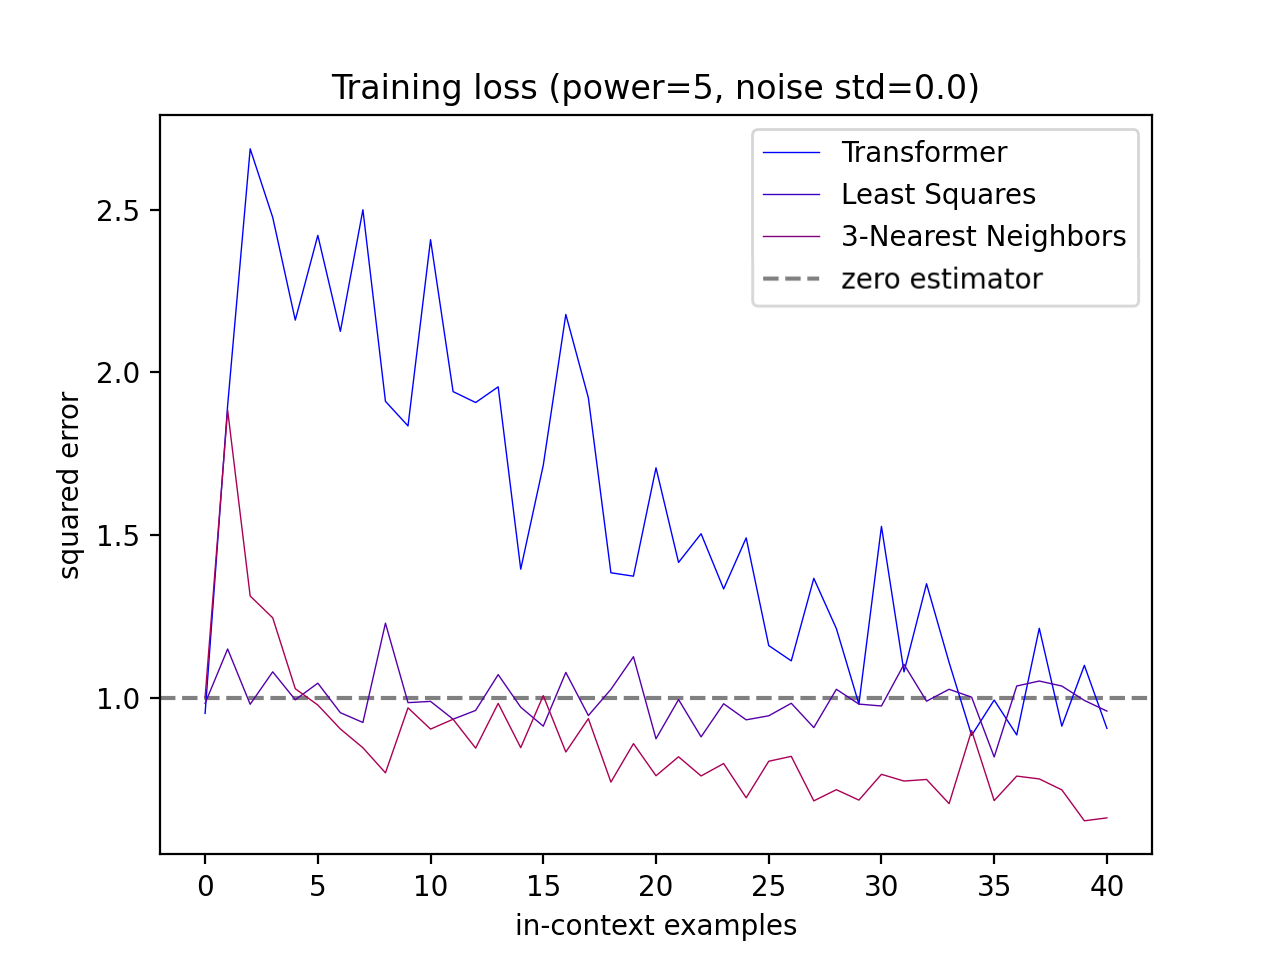 Training loss (power=5, noise std=0.0)
Transformer
Least Squares
3-Nearest Neighbors
zero estimator
2.5
2.0
1.5
1.0
squared error
0 5 10 15 20 25 30 35 40
in-context examples